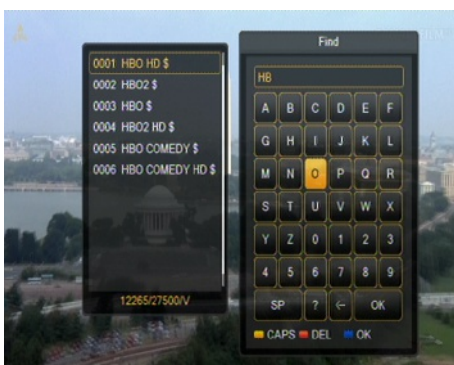 0001 HBO HD $
0002 HBO2 $
0003 HBO $
0004 HBO2 HD $
0005 HBO COMEDY $
0006 HBO COMEDY HD $
12265/27500/V
Find
HB
A B C D E F
G H I J K L
M N O P Q R
S T U V W X
Y Z 0 1 2 3
4 5 6 7 8 9
SP ? ← OK
CAPS DEL OK